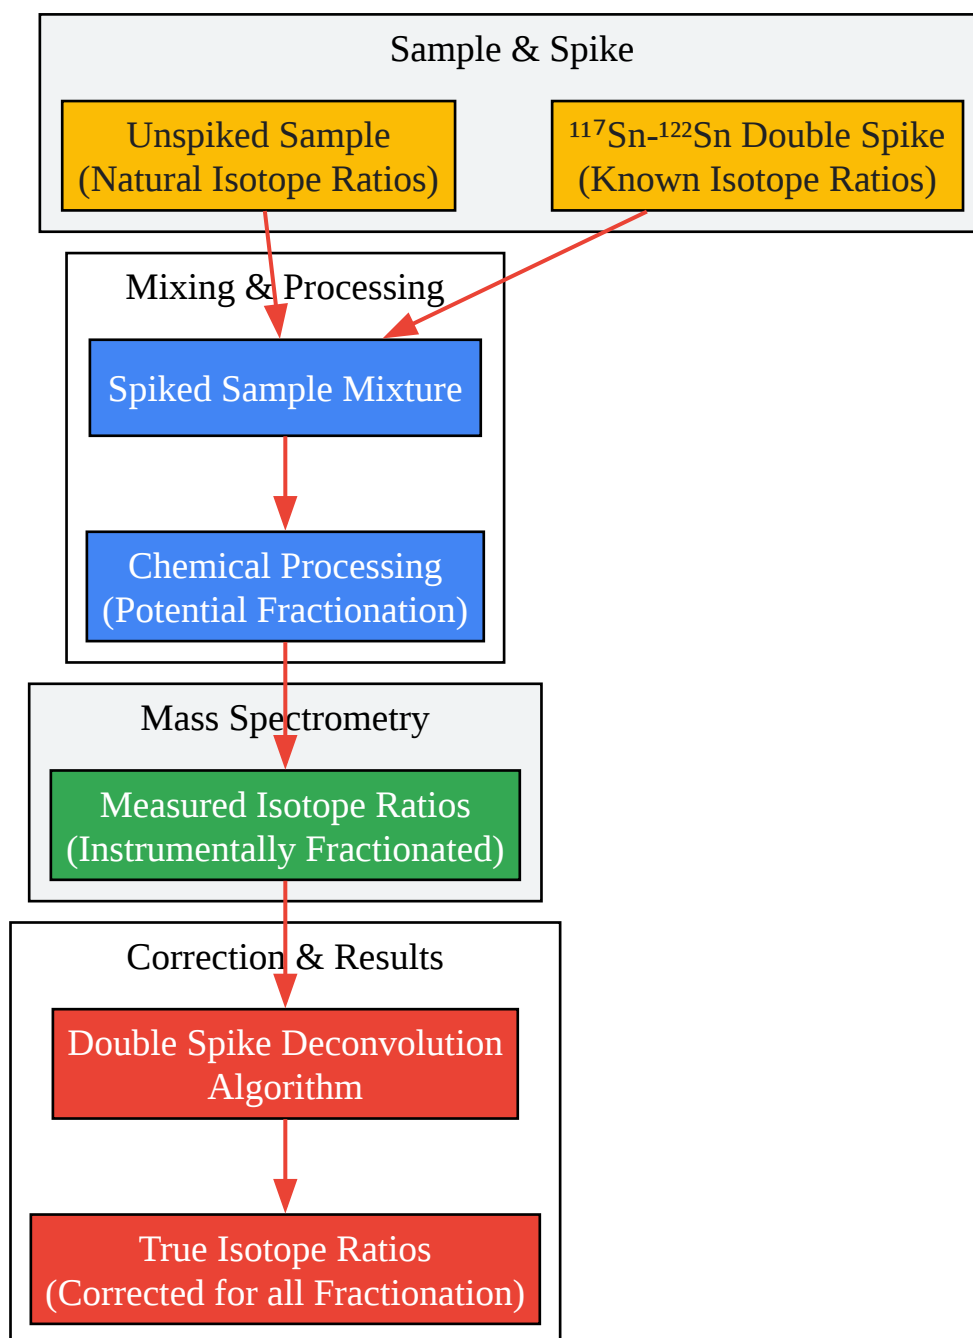 Sample & Spike
Unspiked Sample
(Natural Isotope Ratios)
¹¹⁷Sn-¹²²Sn Double Spike
(Known Isotope Ratios)
Mixing & Processing
Spiked Sample Mixture
Chemical Processing
(Potential Fractionation)
Mass Spectrometry
Measured Isotope Ratios
(Instrumentally Fractionated)
Correction & Results
Double Spike Deconvolution
Algorithm
True Isotope Ratios
(Corrected for all Fractionation)